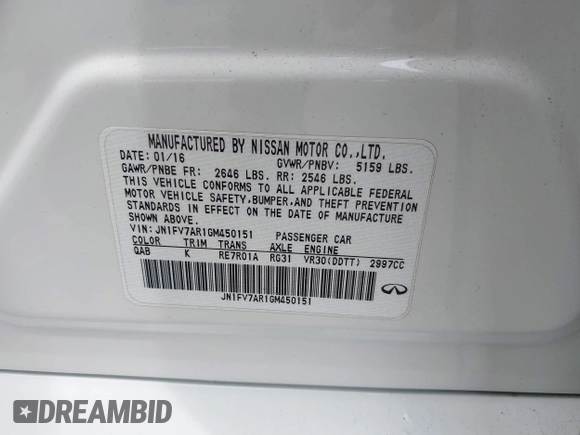 MANUFACTURED BY NISSAN MOTOR CO.,LTD.
DATE: 01/16 GVWR/PNBV: 5159 LBS.
GAWR/PNBE FR: 2646 LBS. RR: 2546 LBS.
THIS VEHICLE CONFORMS TO ALL APPLICABLE FEDERAL
MOTOR VEHICLE SAFETY,BUMPER,AND THEFT PREVENTION
STANDARDS IN EFFECT ON THE DATE OF MANUFACTURE
SHOWN ABOVE.
VIN: JN1FV7AR1GM450151 PASSENGER CAR
COLOR TRIM TRANS AXLE ENGINE
QAB K RE7R01A RG31 VR30(DDTT) 2997CC
JN1FV7AR1GM450151
DREAMBID